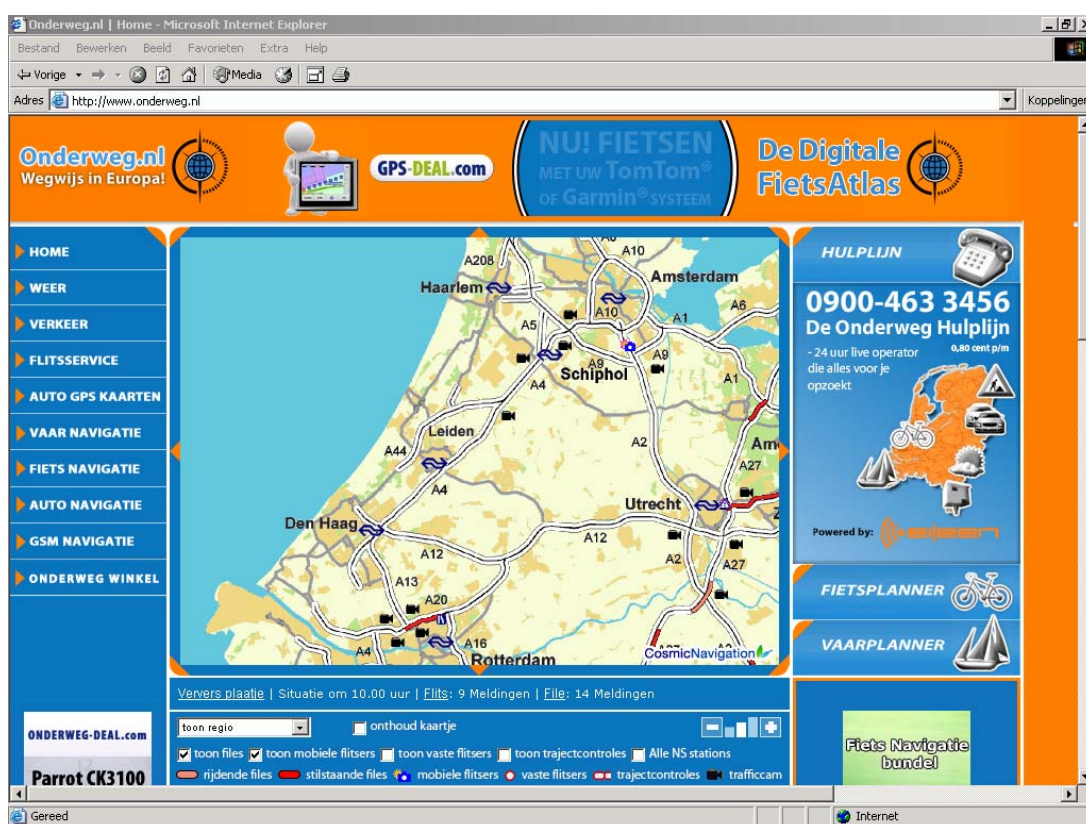 Onderweg.nl | Home - Microsoft Internet Explorer
Bestand Bewerken Beeld Favorieten Extra Help
Vorige Media
Adres http://www.onderweg.nl Koppelingen
Onderweg.nl
Wegwijs in Europa!
GPS-DEAL.com
NU! FIETSEN
MET UW TomTom®
OF Garmin® SYSTEEM
De Digitale
FietsAtlas
HOME
WEER
VERKEER
FLITSSERVICE
AUTO GPS KAARTEN
VAAR NAVIGATIE
FIETS NAVIGATIE
AUTO NAVIGATIE
GSM NAVIGATIE
ONDERWEG WINKEL
ONDERWEG-DEAL.com
Parrot CK3100
A208
A10
Haarlem
Amsterdam
A5
A10
A1
A6
A9
A9
Schiphol
A4
A1
Leiden
A2
A44
A27
A4
Utrecht
Den Haag
A12
A12
A2
A27
A13
A20
A4
A16
Rotterdam
CosmicNavigation
Ververs plaatje | Situatie om 10.00 uur | Flits: 9 Meldingen | File: 14 Meldingen
toon regio onthoud kaartje
toon files toon mobiele flitsers toon vaste flitsers toon trajectcontroles Alle NS stations
rijdende files stilstaande files mobiele flitsers vaste flitsers trajectcontroles trafficcam
HULPLIJN
0900-463 3456
De Onderweg Hulplijn
0,80 cent p/m
- 24 uur live operator
die alles voor je
opzoekt
Powered by: eileen
FIETSPLANNER
VAARPLANNER
Fiets Navigatie
bundel
Gereed Internet